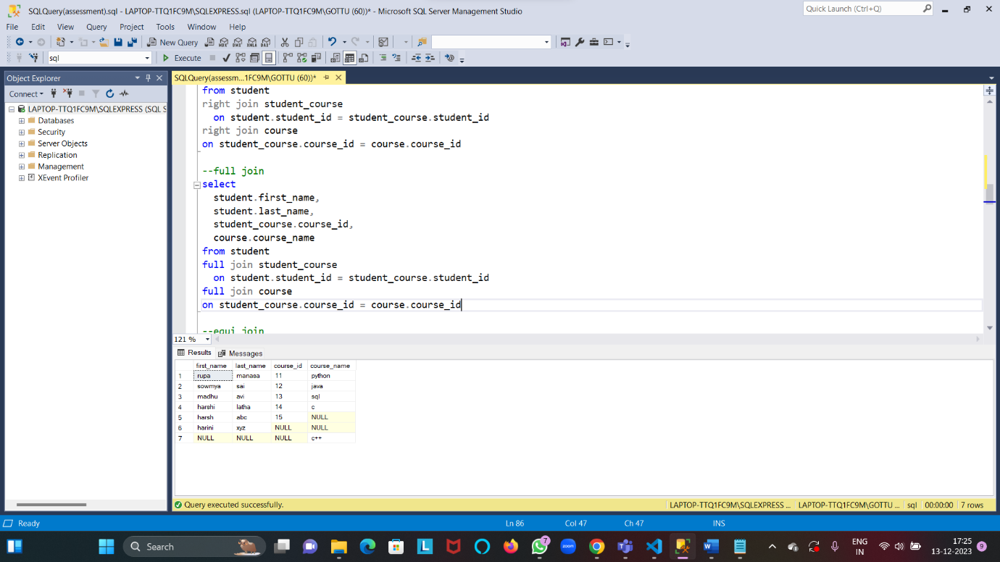 SQLQuery(assessment).sql - LAPTOP-TTQ1FC9M\SQLEXPRESS.sql (LAPTOP-TTQ1FC9M\GOTTU (60))* - Microsoft SQL Server Management Studio
Quick Launch (Ctrl+Q)
File Edit View Query Project Tools Window Help
New Query
MDX DMX XMLA DAX
sql Execute
Object Explorer
SQLQuery(assessm...1FC9M\GOTTU (60))*
Connect
LAPTOP-TTQ1FC9M\SQLEXPRESS (SQL S
Databases
Security
Server Objects
Replication
Management
XEvent Profiler
from student
right join student_course
on student.student_id = student_course.student_id
right join course
on student_course.course_id = course.course_id
--full join
select
student.first_name,
student.last_name,
student_course.course_id,
course.course_name
from student
full join student_course
on student.student_id = student_course.student_id
full join course
on student_course.course_id = course.course_id
--equi join
121 %
Results Messages
first_name last_name course_id course_name
1 rupa manasa 11 python
2 sowmya sai 12 java
3 madhu avi 13 sql
4 harshi latha 14 c
5 harsh abc 15 NULL
6 harini xyz NULL NULL
7 NULL NULL NULL c++
Query executed successfully.
LAPTOP-TTQ1FC9M\SQLEXPRESS ... LAPTOP-TTQ1FC9M\GOTTU ... sql 00:00:00 7 rows
Ready Ln 86 Col 47 Ch 47 INS
Search
L
7
zoom
W
ENG
IN
17:25
13-12-2023
9